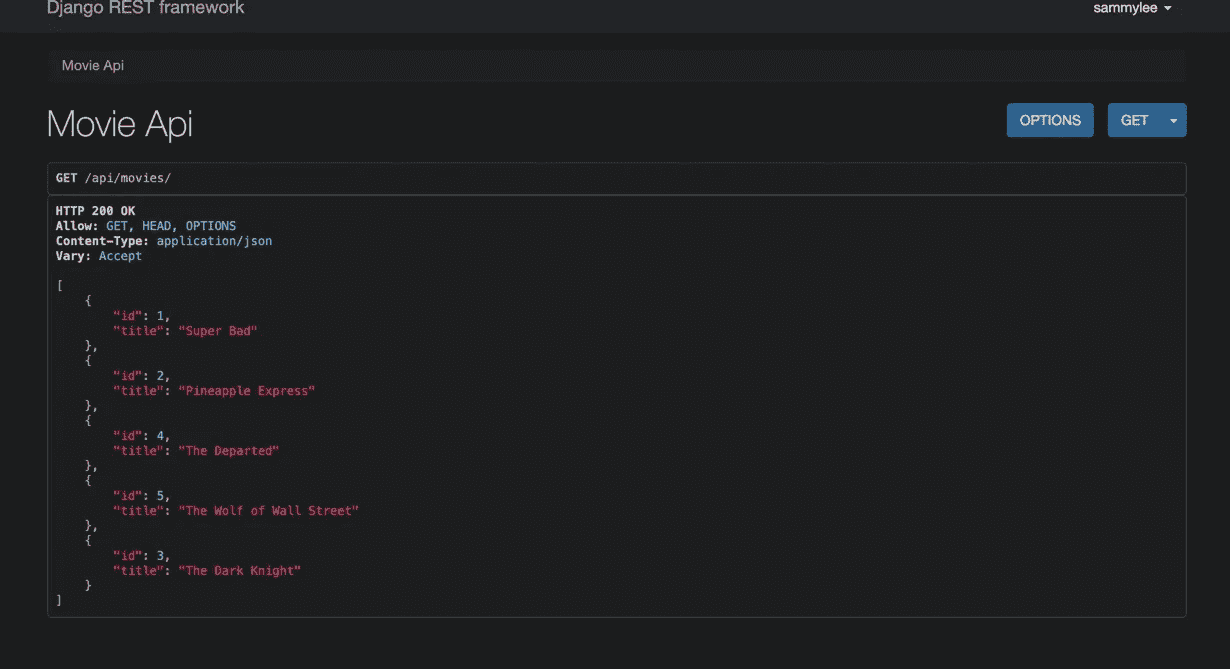 Django REST framework
sammylee
Movie Api
Movie Api
OPTIONS
GET
GET /api/movies/
HTTP 200 OK
Allow: GET, HEAD, OPTIONS
Content-Type: application/json
Vary: Accept
[
    {
        "id": 1,
        "title": "Super Bad"
    },
    {
        "id": 2,
        "title": "Pineapple Express"
    },
    {
        "id": 4,
        "title": "The Departed"
    },
    {
        "id": 5,
        "title": "The Wolf of Wall Street"
    },
    {
        "id": 3,
        "title": "The Dark Knight"
    }
]